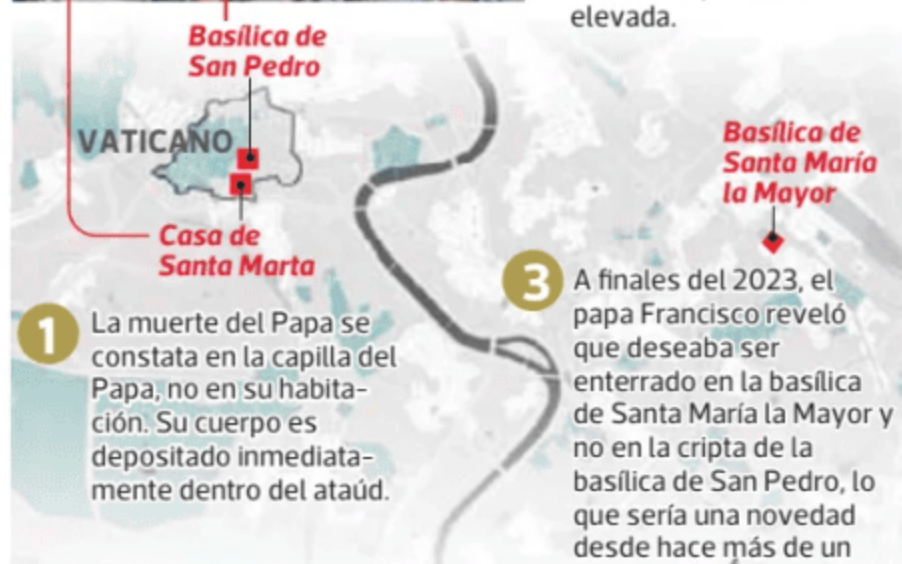 elevada.
Basílica de
San Pedro
VATICANO
Casa de
Santa Marta
Basílica de
Santa María
la Mayor
1
La muerte del Papa se
constata en la capilla del
Papa, no en su habita-
ción. Su cuerpo es
depositado inmediata-
mente dentro del ataúd.
3
A finales del 2023, el
papa Francisco reveló
que deseaba ser
enterrado en la basílica
de Santa María la Mayor y
no en la cripta de la
basílica de San Pedro, lo
que sería una novedad
desde hace más de un